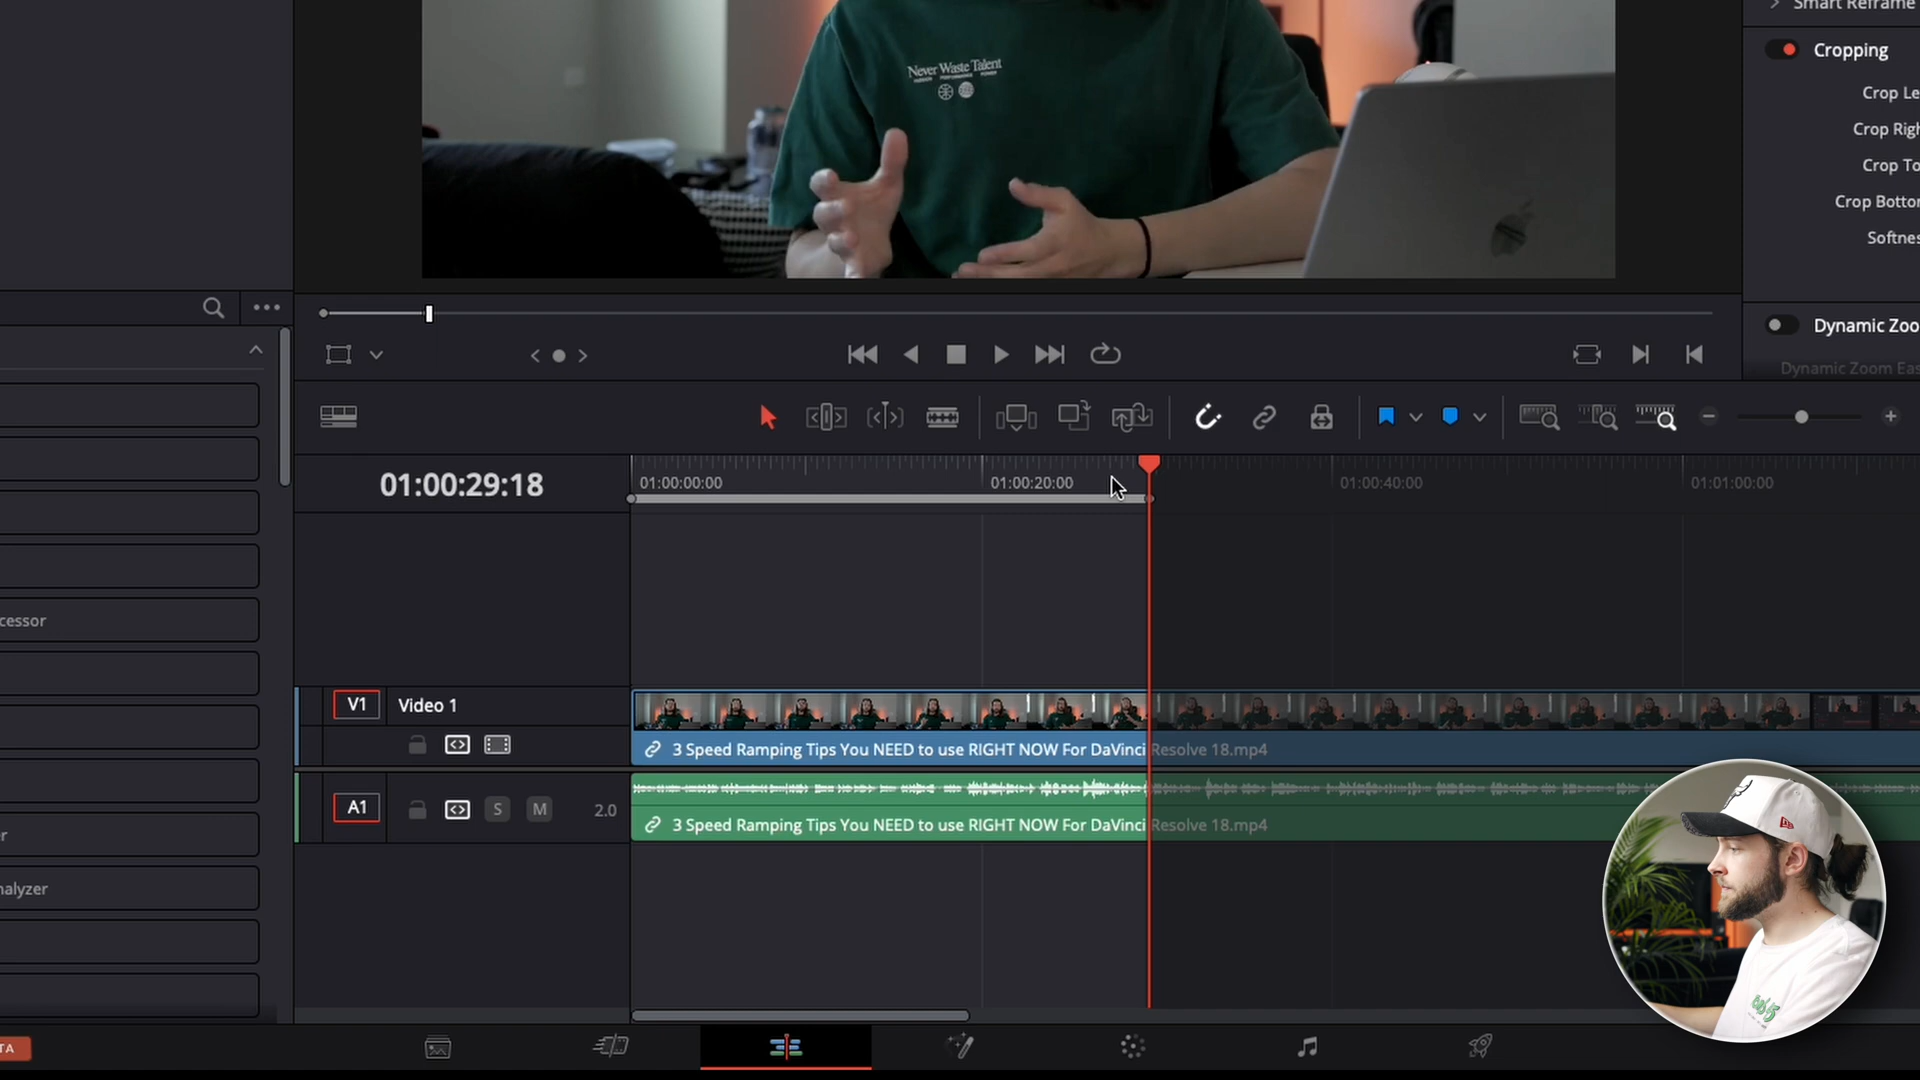 Smart Reframe
Never Waste Talent
Cropping
Crop Le
Crop Righ
Crop To
Crop Bottom
Softnes
Dynamic Zoo
Dynamic Zoom Eas
01:00:29:18
01:00:00:00
01:00:20:00
01:00:40:00
01:01:00:00
cessor
V1
Video 1
3 Speed Ramping Tips You NEED to use RIGHT NOW For DaVinci Resolve 18.mp4
A1
S
M
2.0
3 Speed Ramping Tips You NEED to use RIGHT NOW For DaVinci Resolve 18.mp4
r
nalyzer
TA